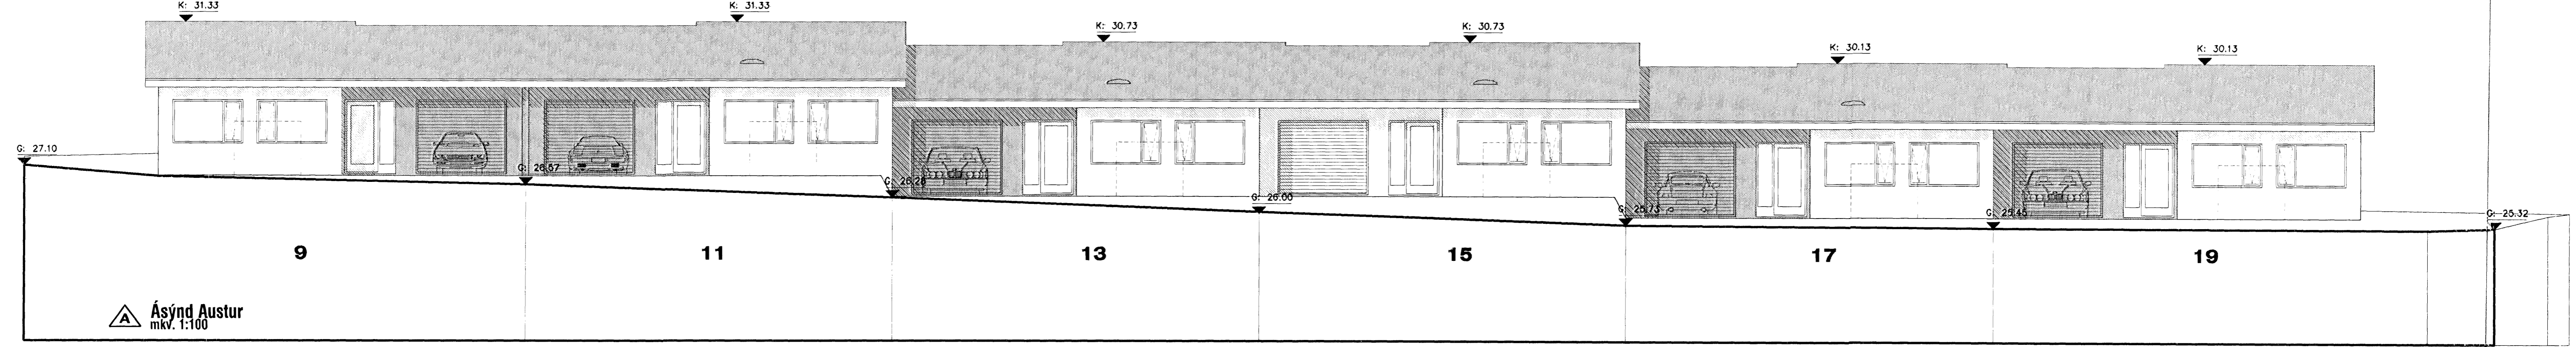 K: 31.33
K: 31.33
K: 30.73
K: 30.73
K: 30.13
K: 30.13
G: 27.10
G: 26.57
G: 26.28
G: 26.00
G: 25.73
G: 25.45
G: 25.32
9
11
13
15
17
19
A
Ásýnd Austur
mkv. 1:100